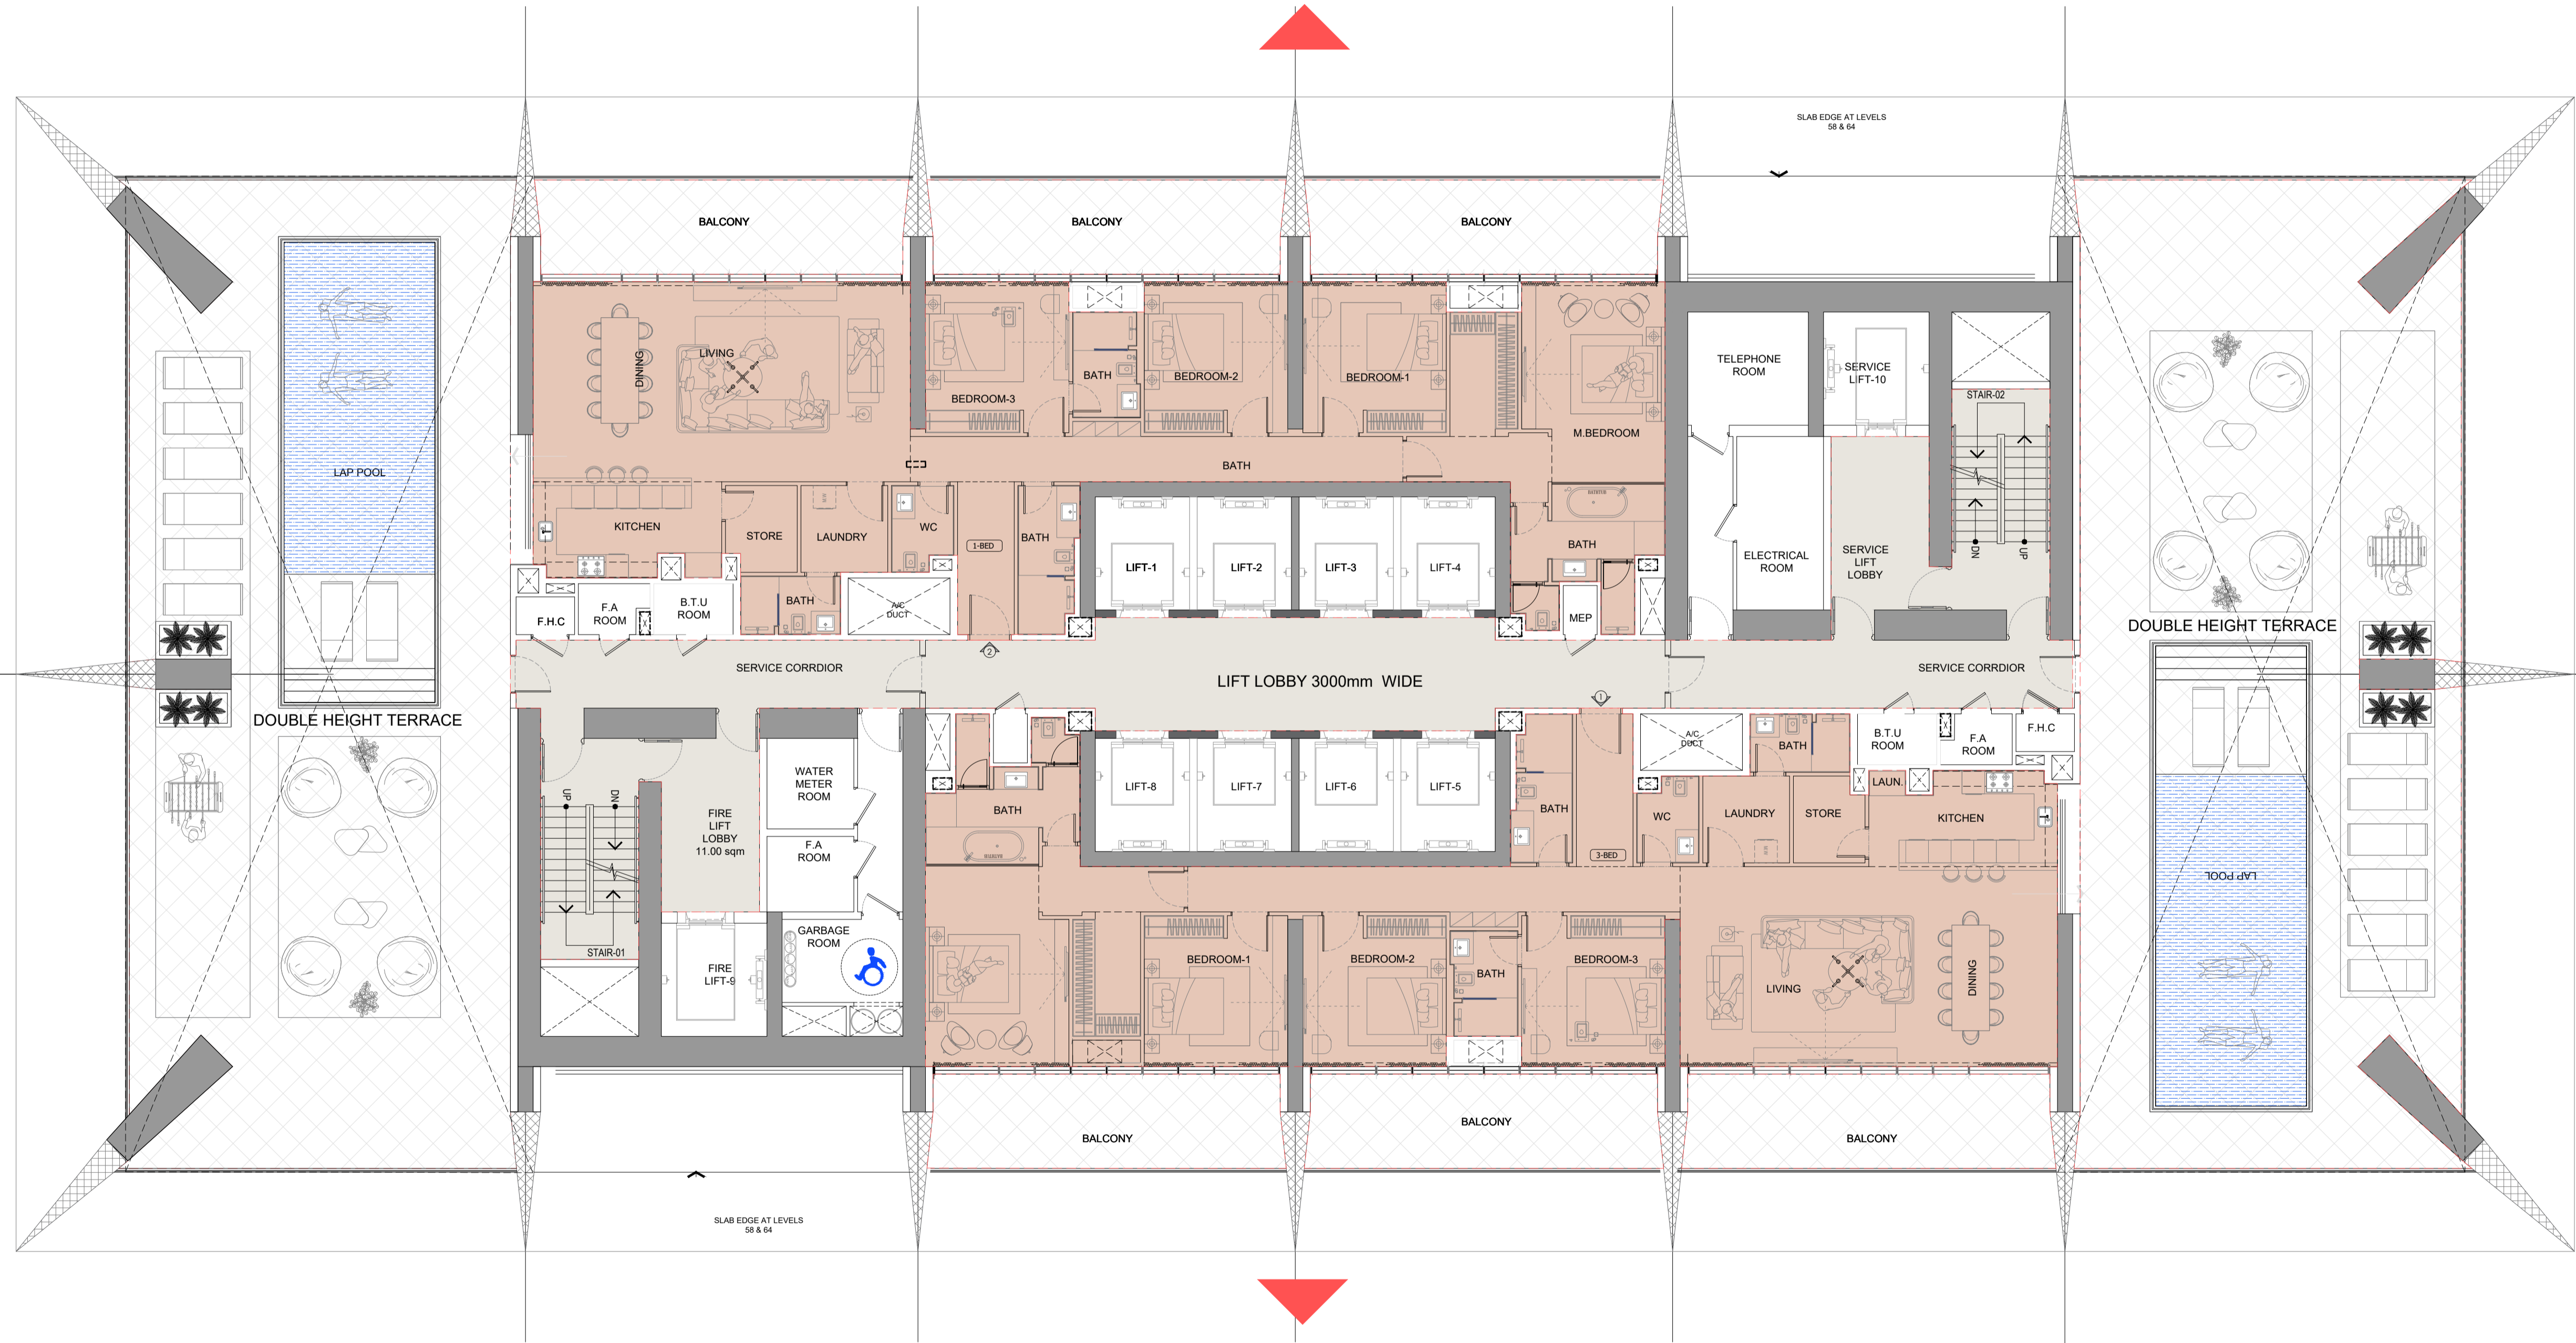 SLAB EDGE AT LEVELS
58 & 64
BALCONY
BALCONY
BALCONY
DINING
LIVING
BEDROOM-3
BATH
BEDROOM-2
BEDROOM-1
M.BEDROOM
TELEPHONE
ROOM
SERVICE
LIFT-10
STAIR-02
LAP POOL
BATH
KITCHEN
STORE
LAUNDRY
WC
1-BED
BATH
LIFT-1
LIFT-2
LIFT-3
LIFT-4
BATHTUB
BATH
ELECTRICAL
ROOM
SERVICE
LIFT
LOBBY
DN
UP
F.H.C
F.A
ROOM
B.T.U
ROOM
BATH
A/C
DUCT
MEP
DOUBLE HEIGHT TERRACE
SERVICE CORRDIOR
2
LIFT LOBBY 3000mm WIDE
1
SERVICE CORRDIOR
DOUBLE HEIGHT TERRACE
WATER
METER
ROOM
UP
DN
FIRE
LIFT
LOBBY
11.00 sqm
F.A
ROOM
BATH
BATHTUB
LIFT-8
LIFT-7
LIFT-6
LIFT-5
BATH
3-BED
WC
A/C
DUCT
LAUNDRY
BATH
STORE
B.T.U
ROOM
F.A
ROOM
F.H.C
LAUN.
KITCHEN
LAP POOL
GARBAGE
ROOM
STAIR-01
FIRE
LIFT-9
BEDROOM-1
BEDROOM-2
BATH
BEDROOM-3
LIVING
DINING
BALCONY
BALCONY
BALCONY
SLAB EDGE AT LEVELS
58 & 64